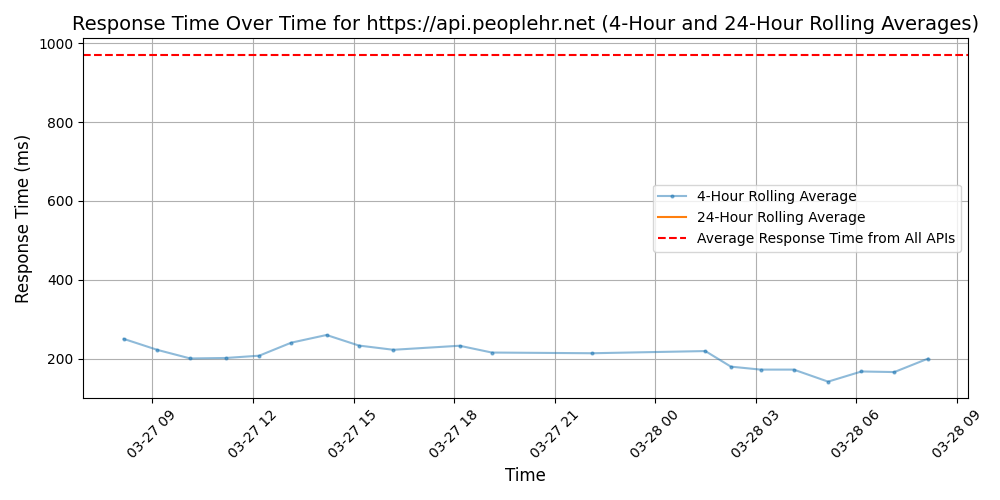 Response Time Over Time for https://api.peoplehr.net (4-Hour and 24-Hour Rolling Averages)
Response Time (ms)
1000
800
600
400
200
4-Hour Rolling Average
24-Hour Rolling Average
Average Response Time from All APIs
03-27 09
03-27 12
03-27 15
03-27 18
03-27 21
03-28 00
03-28 03
03-28 06
03-28 09
Time